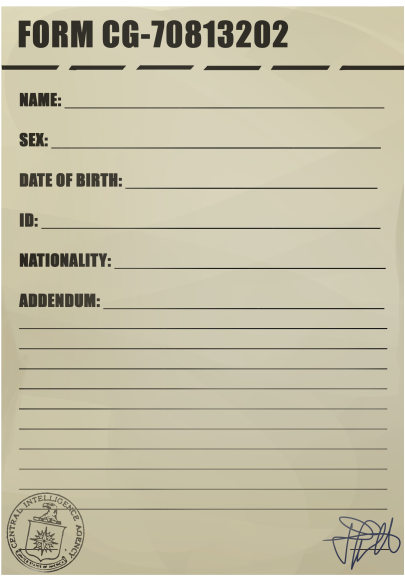 FORM CG-70813202
NAME:
SEX:
DATE OF BIRTH:
ID:
NATIONALITY:
ADDENDUM:
CENTRAL INTELLIGENCE AGENCY